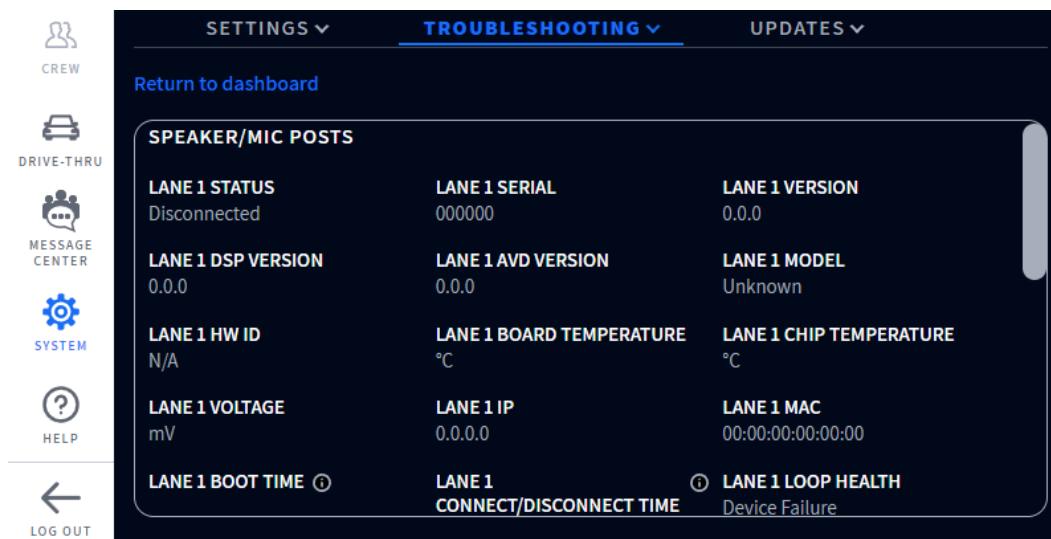 CREW
DRIVE-THRU
MESSAGE
CENTER
SYSTEM
HELP
LOG OUT
SETTINGS
TROUBLESHOOTING
UPDATES
Return to dashboard
SPEAKER/MIC POSTS
LANE 1 STATUS
Disconnected
LANE 1 SERIAL
000000
LANE 1 VERSION
0.0.0
LANE 1 DSP VERSION
0.0.0
LANE 1 AVD VERSION
0.0.0
LANE 1 MODEL
Unknown
LANE 1 HW ID
N/A
LANE 1 BOARD TEMPERATURE
°C
LANE 1 CHIP TEMPERATURE
°C
LANE 1 VOLTAGE
mV
LANE 1 IP
0.0.0.0
LANE 1 MAC
00:00:00:00:00:00
LANE 1 BOOT TIME
LANE 1
CONNECT/DISCONNECT TIME
LANE 1 LOOP HEALTH
Device Failure